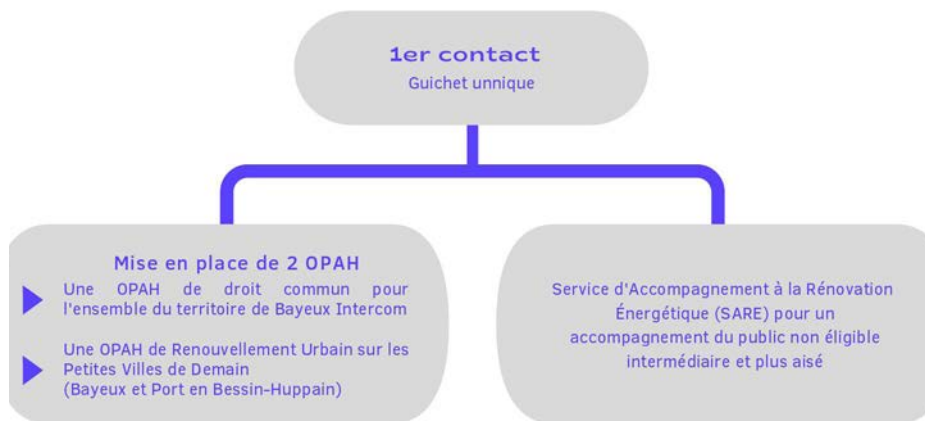 1er contact
Guichet unnique
Mise en place de 2 OPAH
Une OPAH de droit commun pour
l'ensemble du territoire de Bayeux Intercom
Une OPAH de Renouvellement Urbain sur les
Petites Villes de Demain
(Bayeux et Port en Bessin-Huppain)
Service d'Accompagnement à la Rénovation
Énergétique (SARE) pour un
accompagnement du public non éligible
intermédiaire et plus aisé